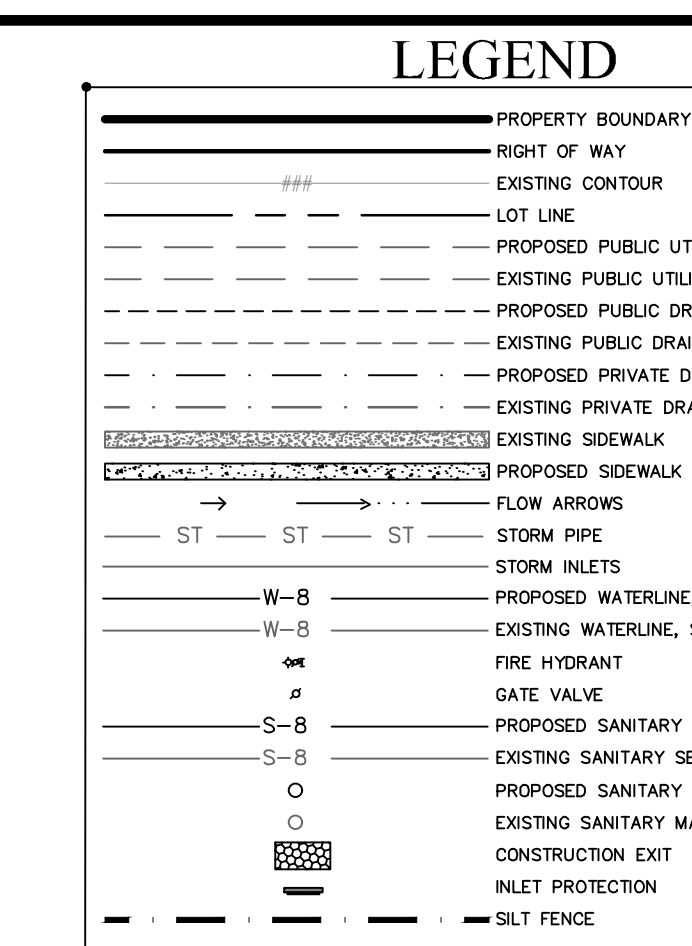 LEGEND
PROPERTY BOUNDARY
RIGHT OF WAY
### EXISTING CONTOUR
LOT LINE
PROPOSED PUBLIC UT
EXISTING PUBLIC UTILI
PROPOSED PUBLIC DR
EXISTING PUBLIC DRAI
PROPOSED PRIVATE D
EXISTING PRIVATE DRA
EXISTING SIDEWALK
PROPOSED SIDEWALK
FLOW ARROWS
ST ST ST STORM PIPE
STORM INLETS
W-8 PROPOSED WATERLINE,
W-8 EXISTING WATERLINE, S
FIRE HYDRANT
GATE VALVE
S-8 PROPOSED SANITARY
S-8 EXISTING SANITARY SE
PROPOSED SANITARY
EXISTING SANITARY MA
CONSTRUCTION EXIT
INLET PROTECTION
SILT FENCE